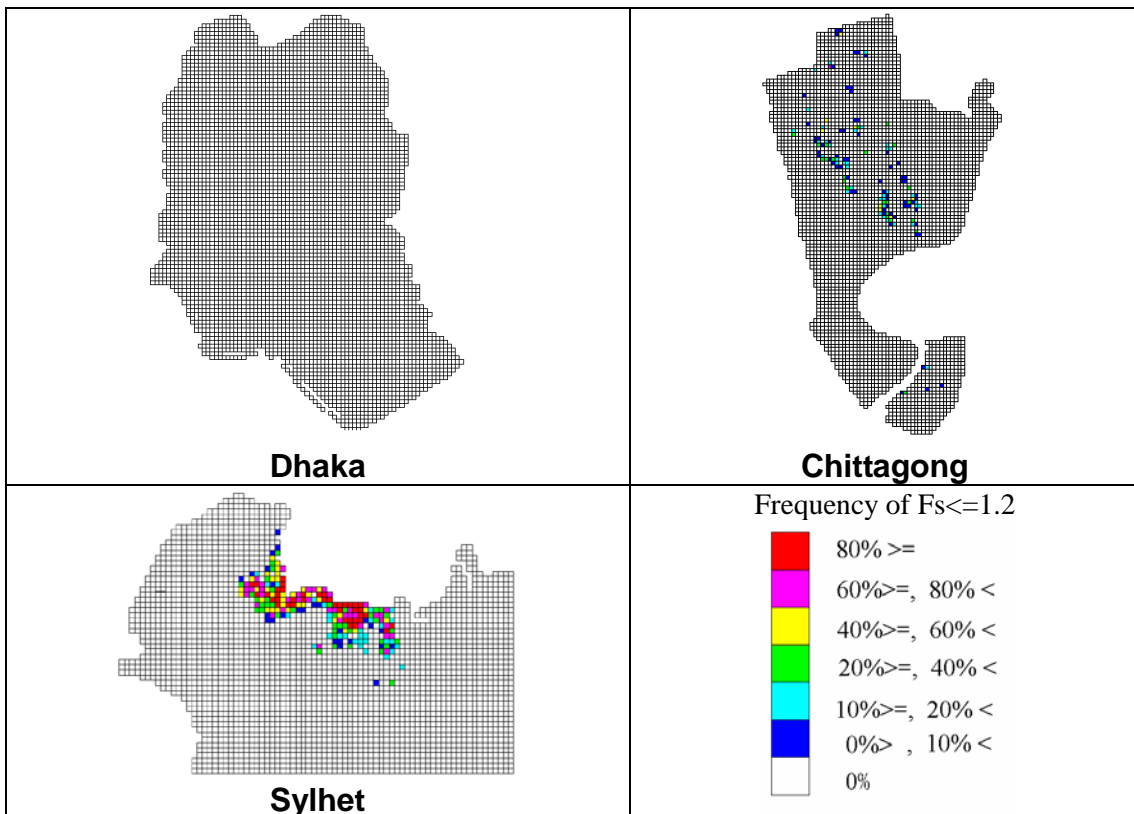 Dhaka
Chittagong
Sylhet
Frequency of Fs<=1.2
80% >=
60%>=, 80% <
40%>=, 60% <
20%>=, 40% <
10%>=, 20% <
0%> , 10% <
0%